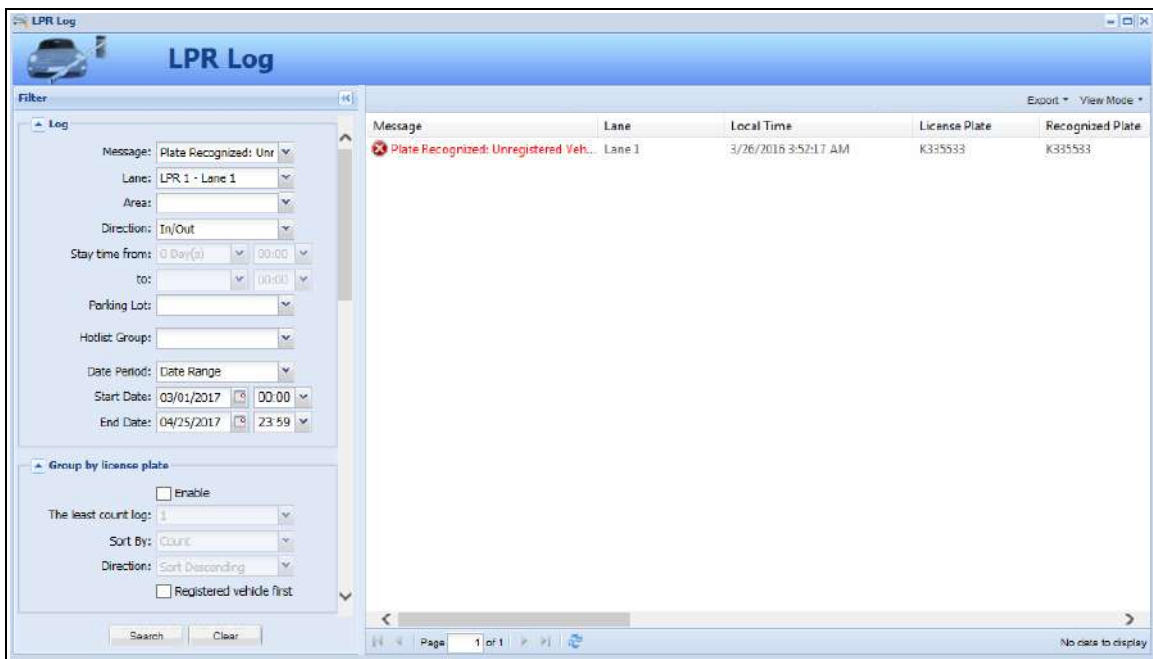 LPR Log
LPR Log
Filter
Export View Mode
Log
Message: Plate Recognized: Unr
Lane: LPR 1 - Lane 1
Area:
Direction: In/Out
Stay time from: 0 Day(s) 00:00
to: 00:00
Parking Lot:
Hotlist Group:
Date Period: Date Range
Start Date: 03/01/2017 00:00
End Date: 04/25/2017 23:59
Group by license plate
Enable
The least count log: 1
Sort By: Count
Direction: Sort Descending
Registered vehicle first
Search Clear
Message Lane Local Time License Plate Recognized Plate
Plate Recognized: Unregistered Veh... Lane 1 3/26/2016 3:52:17 AM K335533 K335533
Page 1 of 1 No data to display